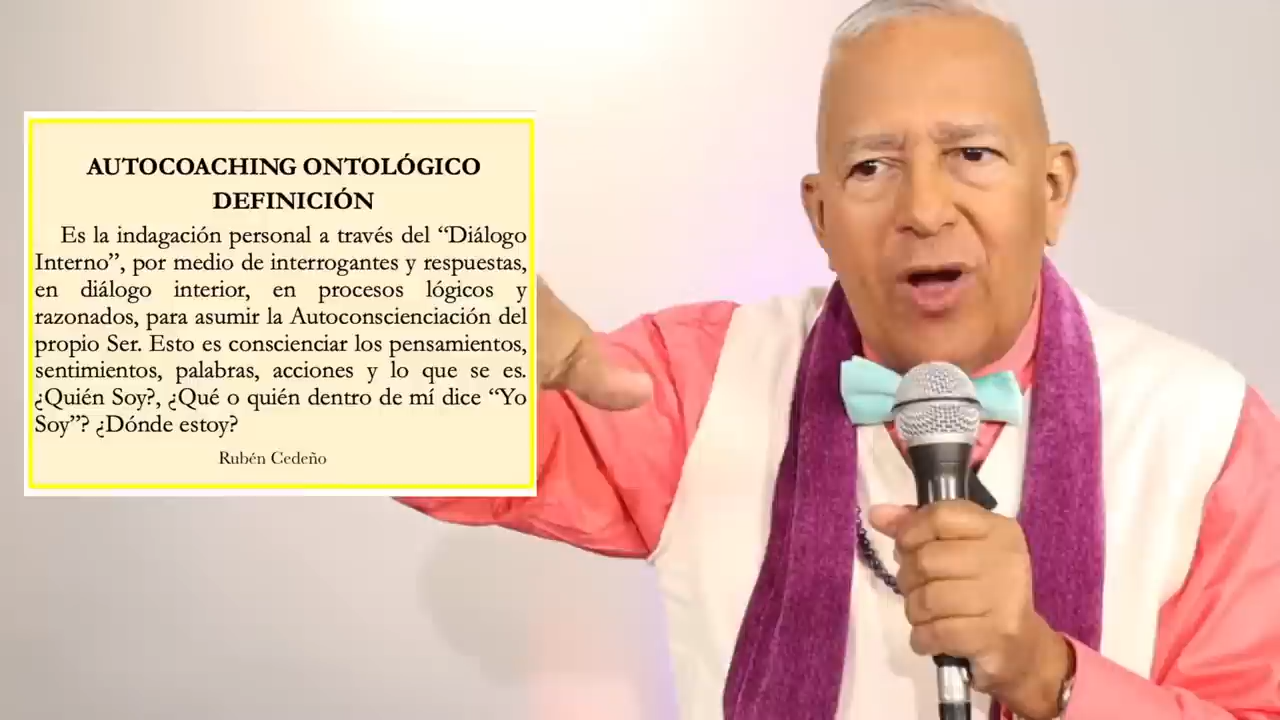 AUTOCOACHING ONTOLÓGICO
DEFINICIÓN
Es la indagación personal a través del “Diálogo
Interno”, por medio de interrogantes y respuestas,
en diálogo interior, en procesos lógicos y
razonados, para asumir la Autoconscienciación del
propio Ser. Esto es conscienciar los pensamientos,
sentimientos, palabras, acciones y lo que se es.
¿Quién Soy?, ¿Qué o quién dentro de mí dice “Yo
Soy”? ¿Dónde estoy?
Rubén Cedeño